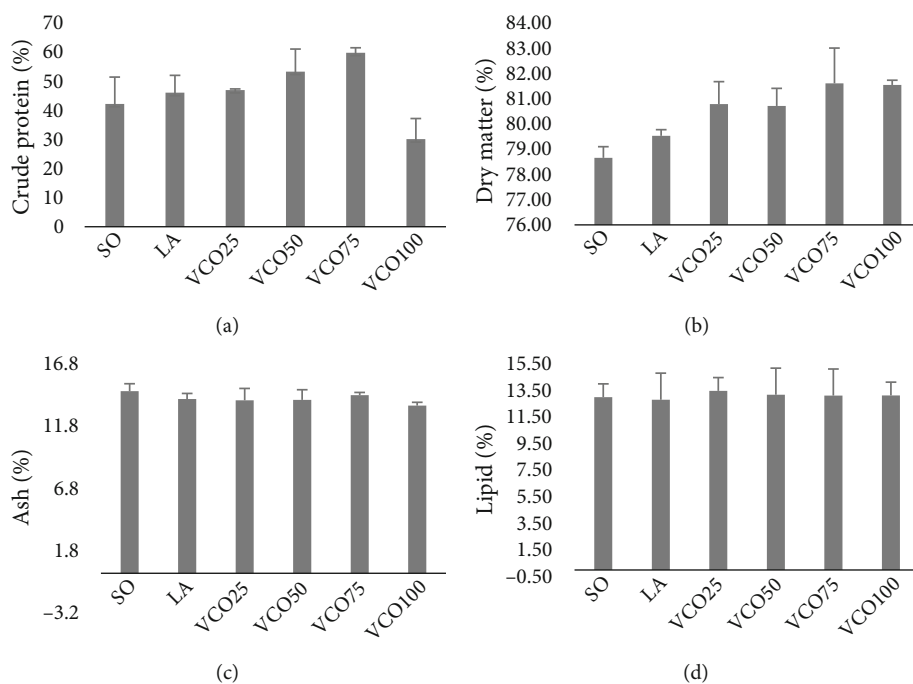 Crude protein (%)
70
60
50
40
30
20
10
0
SO
LA
VCO25
VCO50
VCO75
VCO100
(a)
Dry matter (%)
84.00
83.00
82.00
81.00
80.00
79.00
78.00
77.00
76.00
SO
LA
VCO25
VCO50
VCO75
VCO100
(b)
Ash (%)
16.8
11.8
6.8
1.8
−3.2
SO
LA
VCO25
VCO50
VCO75
VCO100
(c)
Lipid (%)
15.50
13.50
11.50
9.50
7.50
5.50
3.50
1.50
−0.50
SO
LA
VCO25
VCO50
VCO75
VCO100
(d)